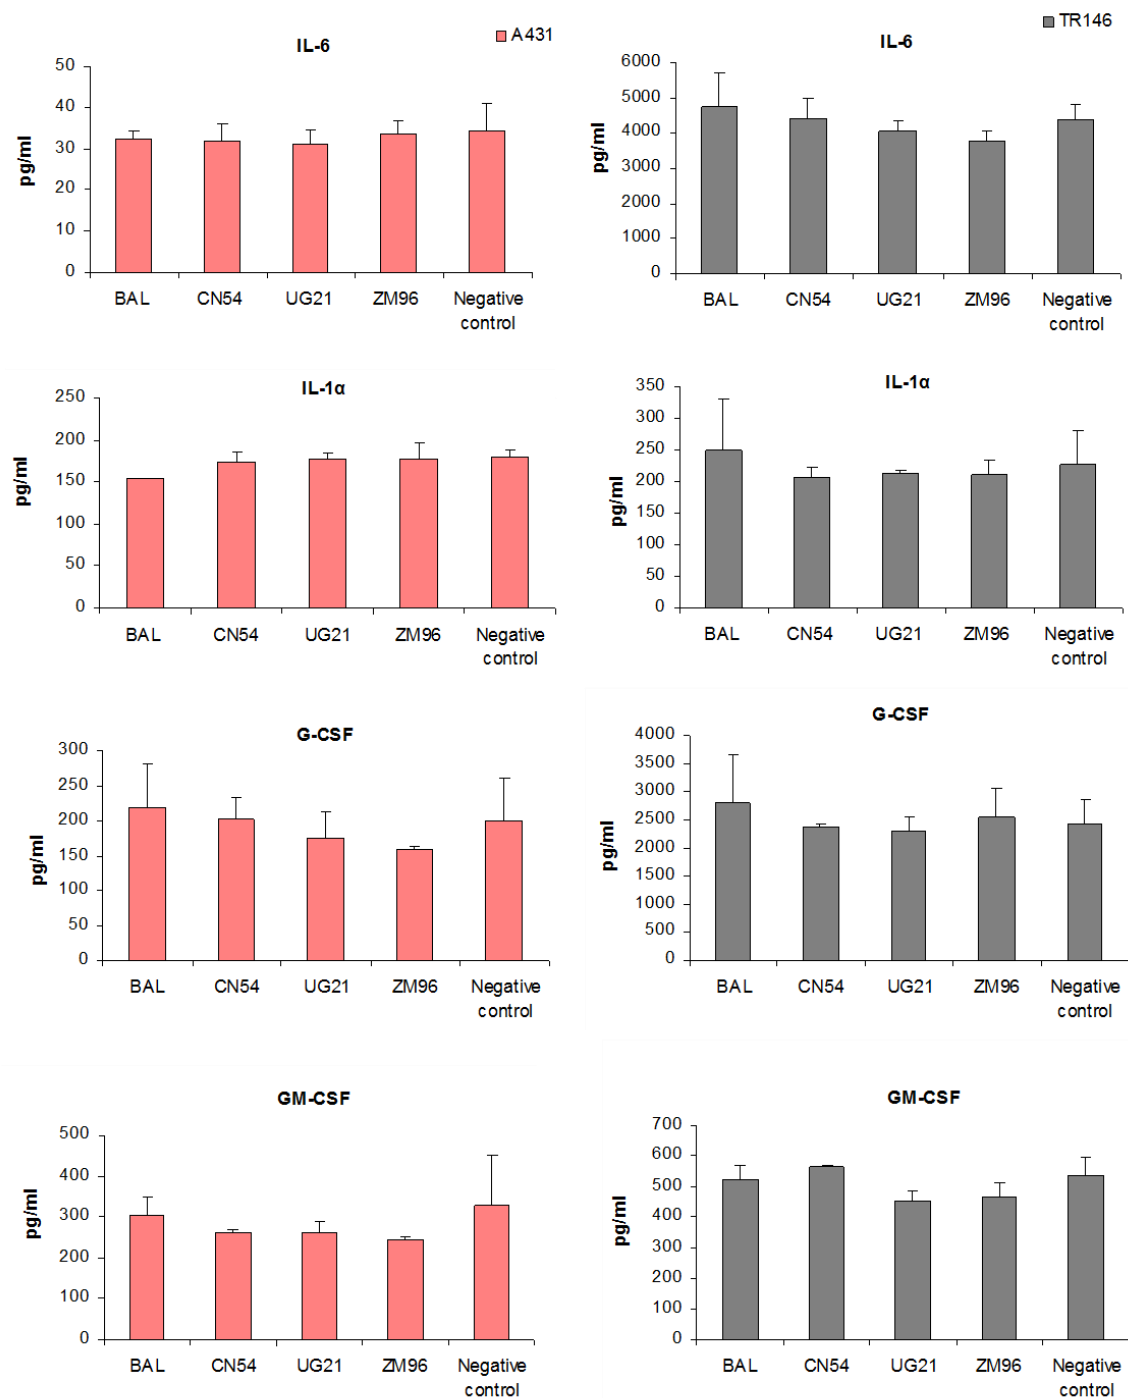 IL-6
A431
pg/ml
50
40
30
20
10
0
BAL CN54 UG21 ZM96 Negative
control
IL-6
TR146
pg/ml
6000
5000
4000
3000
2000
1000
0
BAL CN54 UG21 ZM96 Negative
control
IL-1α
pg/ml
250
200
150
100
50
0
BAL CN54 UG21 ZM96 Negative
control
IL-1α
pg/ml
350
300
250
200
150
100
50
0
BAL CN54 UG21 ZM96 Negative
control
G-CSF
pg/ml
300
250
200
150
100
50
0
BAL CN54 UG21 ZM96 Negative
control
G-CSF
pg/ml
4000
3500
3000
2500
2000
1500
1000
500
0
BAL CN54 UG21 ZM96 Negative
control
GM-CSF
pg/ml
500
400
300
200
100
0
BAL CN54 UG21 ZM96 Negative
control
GM-CSF
pg/ml
700
600
500
400
300
200
100
0
BAL CN54 UG21 ZM96 Negative
control